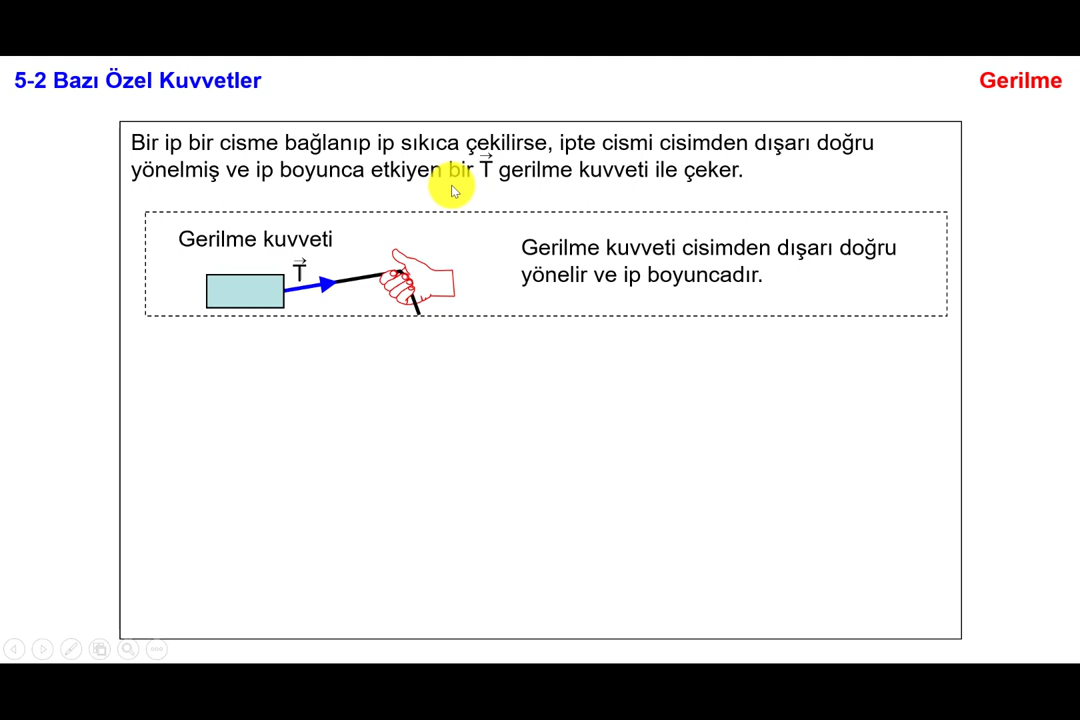 5-2 Bazı Özel Kuvvetler
Gerilme
Bir ip bir cisme bağlanıp ip sıkıca çekilirse, ipte cismi cisimden dışarı doğru
yönelmiş ve ip boyunca etkiyen bir T⃗ gerilme kuvveti ile çeker.
Gerilme kuvveti
T⃗
Gerilme kuvveti cisimden dışarı doğru
yönelir ve ip boyuncadır.